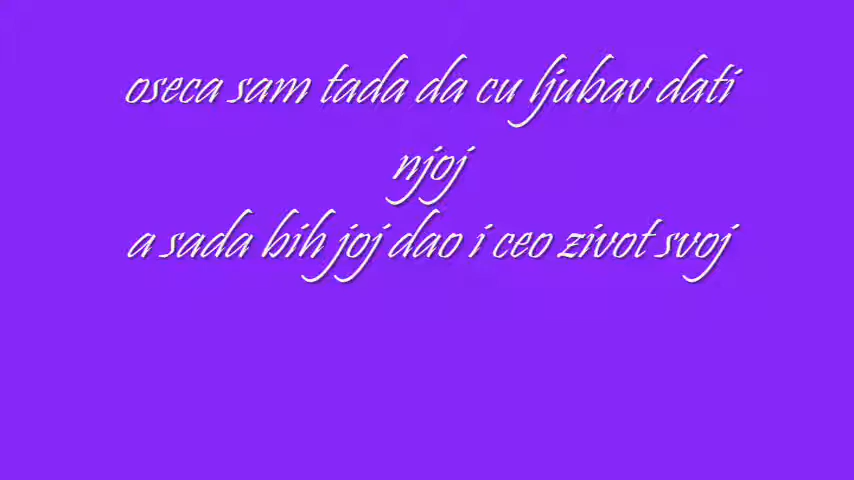 oseca sam tada da cu ljubav dati
njoj
a sada bih joj dao i ceo zivot svoj